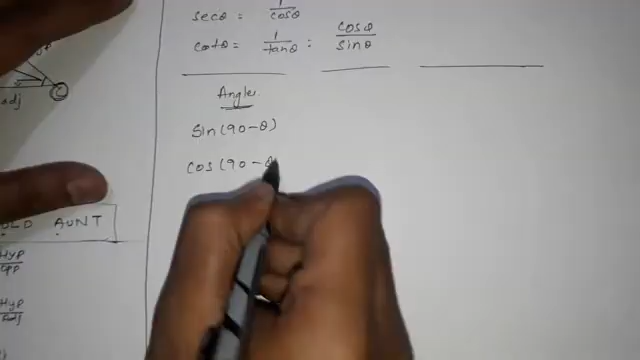 secθ = 1/cosθ
cotθ = 1/tanθ = cosθ/sinθ
adj
C
Angles
Sin(90-θ)
cos(90-θ
OLD AUNT
HYP
OPP
HYP
Adj